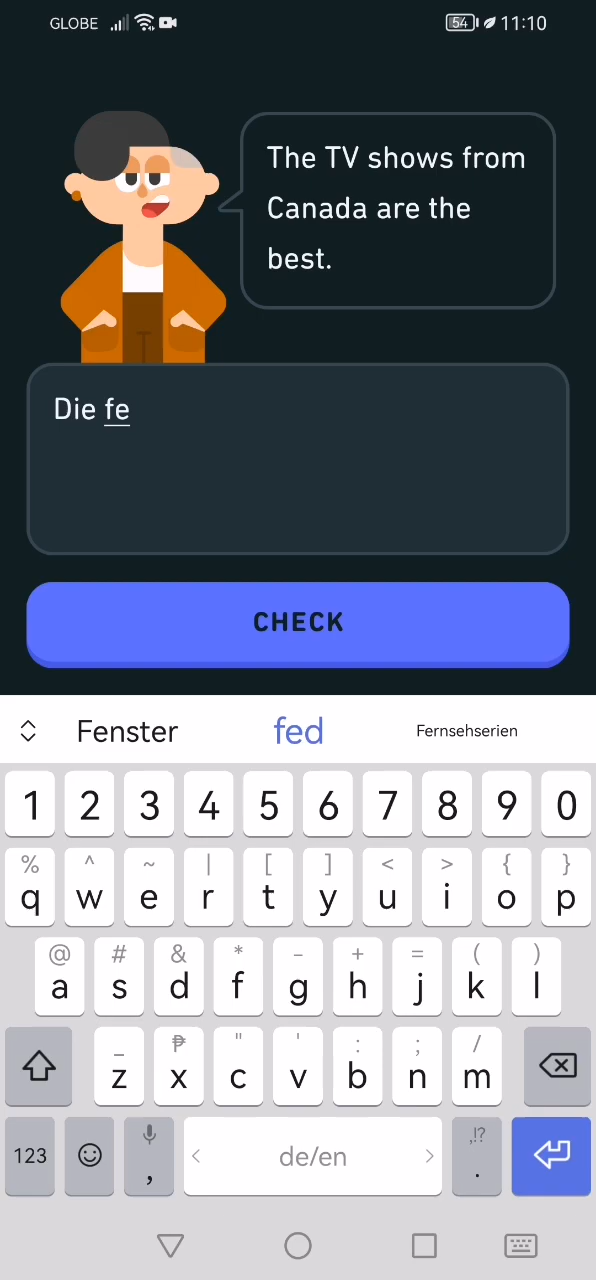 GLOBE
54
11:10
The TV shows from
Canada are the
best.
Die fe
CHECK
Fenster fed Fernsehserien
1 2 3 4 5 6 7 8 9 0
% ^ ~ | [ ] < > { }
q w e r t y u i o p
@ # & * - + = ( )
a s d f g h j k l
_ ₱ " ' : ; /
z x c v b n m
,!?
123 , < de/en > .